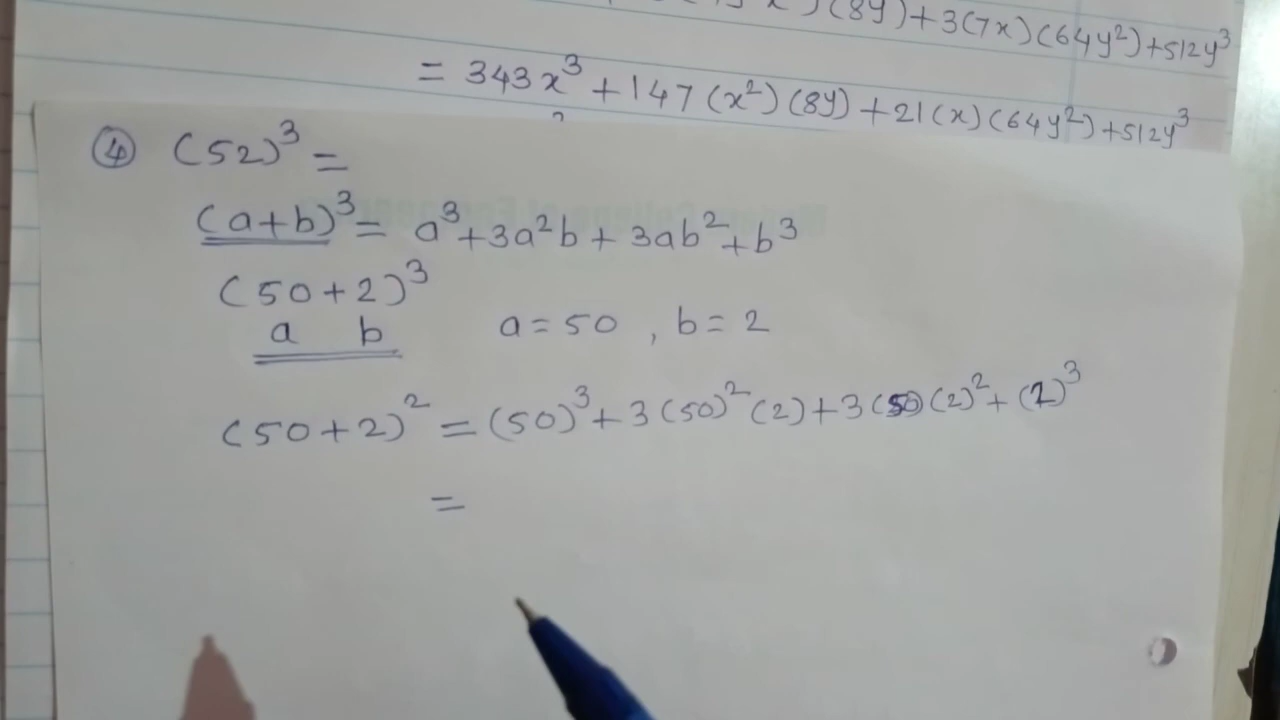 )(8y)+3(7x)(64y²)+512y³
= 343x³ +147(x²)(8y) +21(x)(64y²)+512y³
④ (52)³ =
(a+b)³ = a³+3a²b+3ab²+b³
(50+2)³
a b a=50 , b=2
(50+2)² = (50)³+3(50)²(2)+3(50)(2)²+(2)³
=